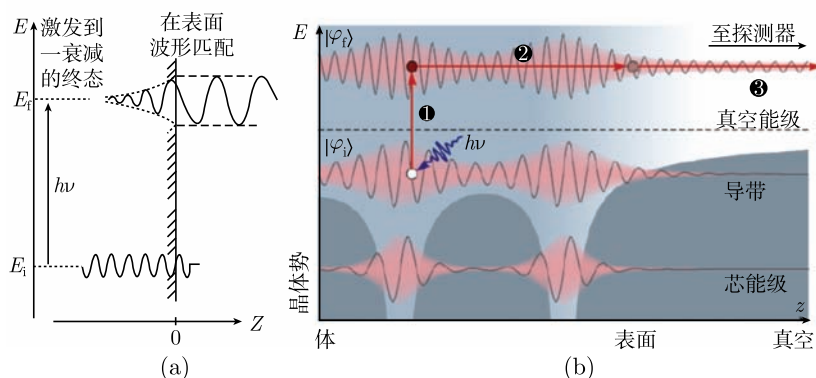 E
激发到
一衰减
的终态
在表面
波形匹配
E_f
hν
E_i
0
Z
(a)
E
|φ_f⟩
❷
至探测器
❸
❶
真空能级
|φ_i⟩
hν
导带
晶体势
芯能级
z
体
表面
真空
(b)